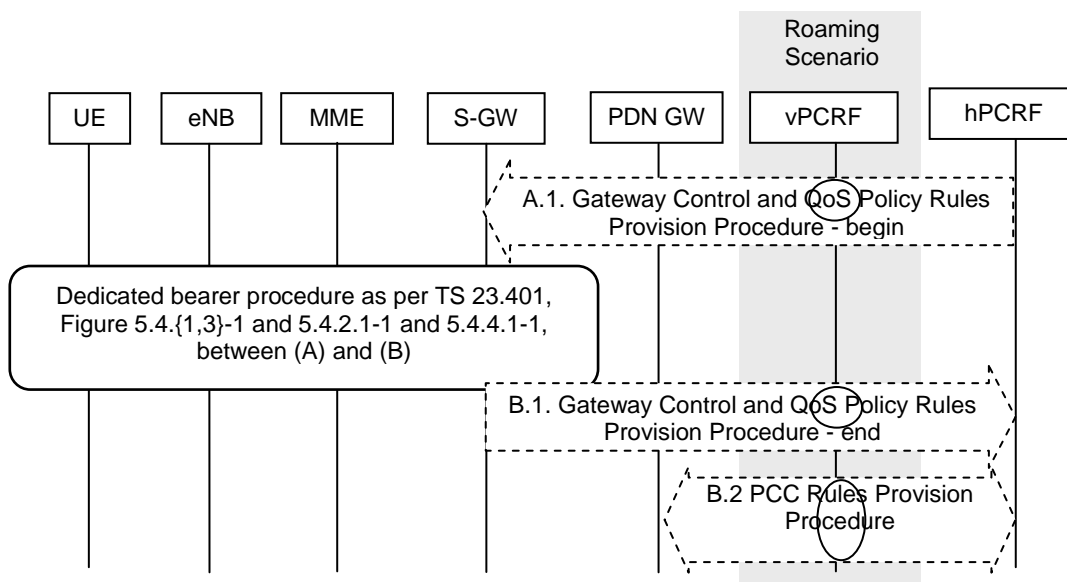 Roaming
Scenario
UE
eNB
MME
S-GW
PDN GW
vPCRF
hPCRF
A.1. Gateway Control and QoS Policy Rules
Provision Procedure - begin
Dedicated bearer procedure as per TS 23.401,
Figure 5.4.{1,3}-1 and 5.4.2.1-1 and 5.4.4.1-1,
between (A) and (B)
B.1. Gateway Control and QoS Policy Rules
Provision Procedure - end
B.2 PCC Rules Provision
Procedure